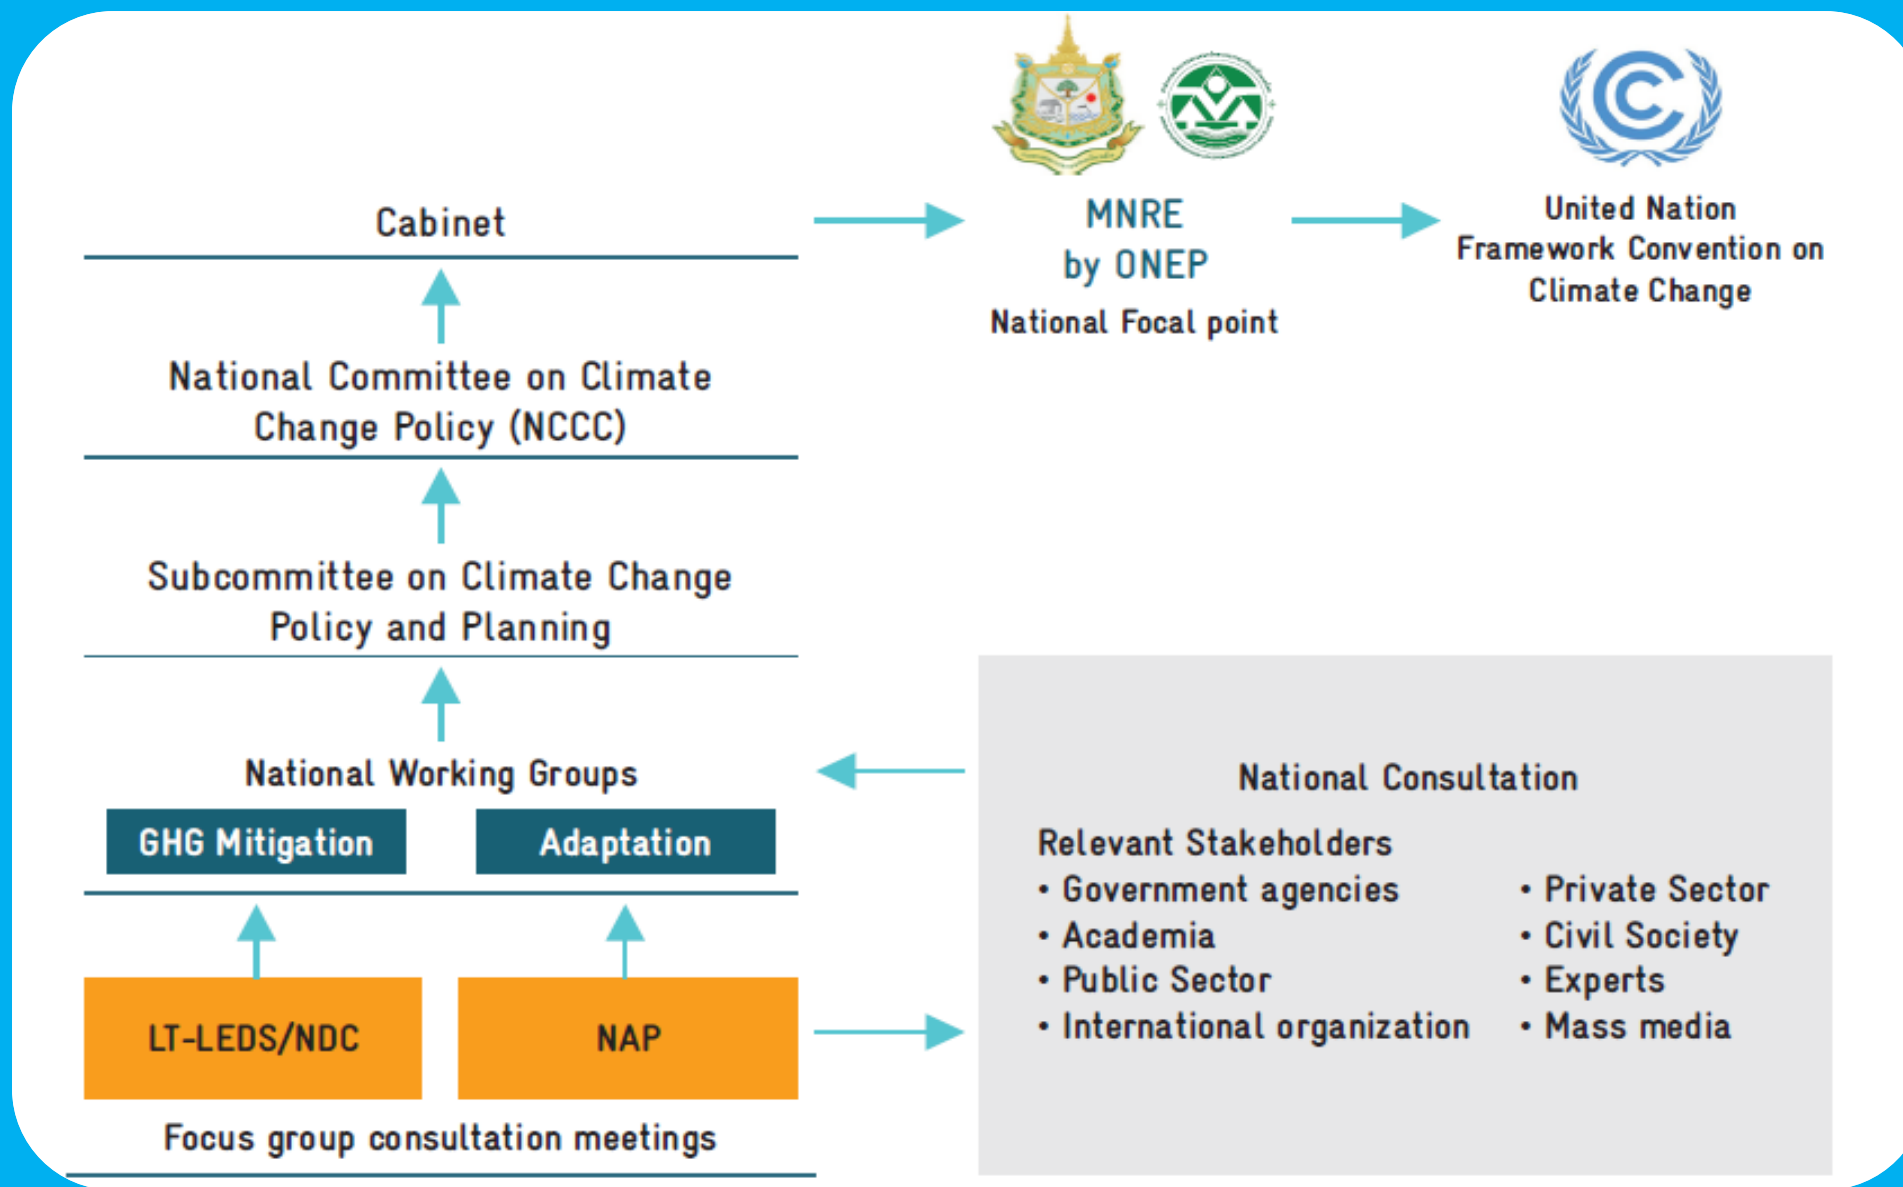 Cabinet
MNRE
by ONEP
National Focal point
United Nation
Framework Convention on
Climate Change
National Committee on Climate
Change Policy (NCCC)
Subcommittee on Climate Change
Policy and Planning
National Working Groups
GHG Mitigation
Adaptation
LT-LEDS/NDC
NAP
Focus group consultation meetings
National Consultation
Relevant Stakeholders
• Government agencies
• Academia
• Public Sector
• International organization
• Private Sector
• Civil Society
• Experts
• Mass media